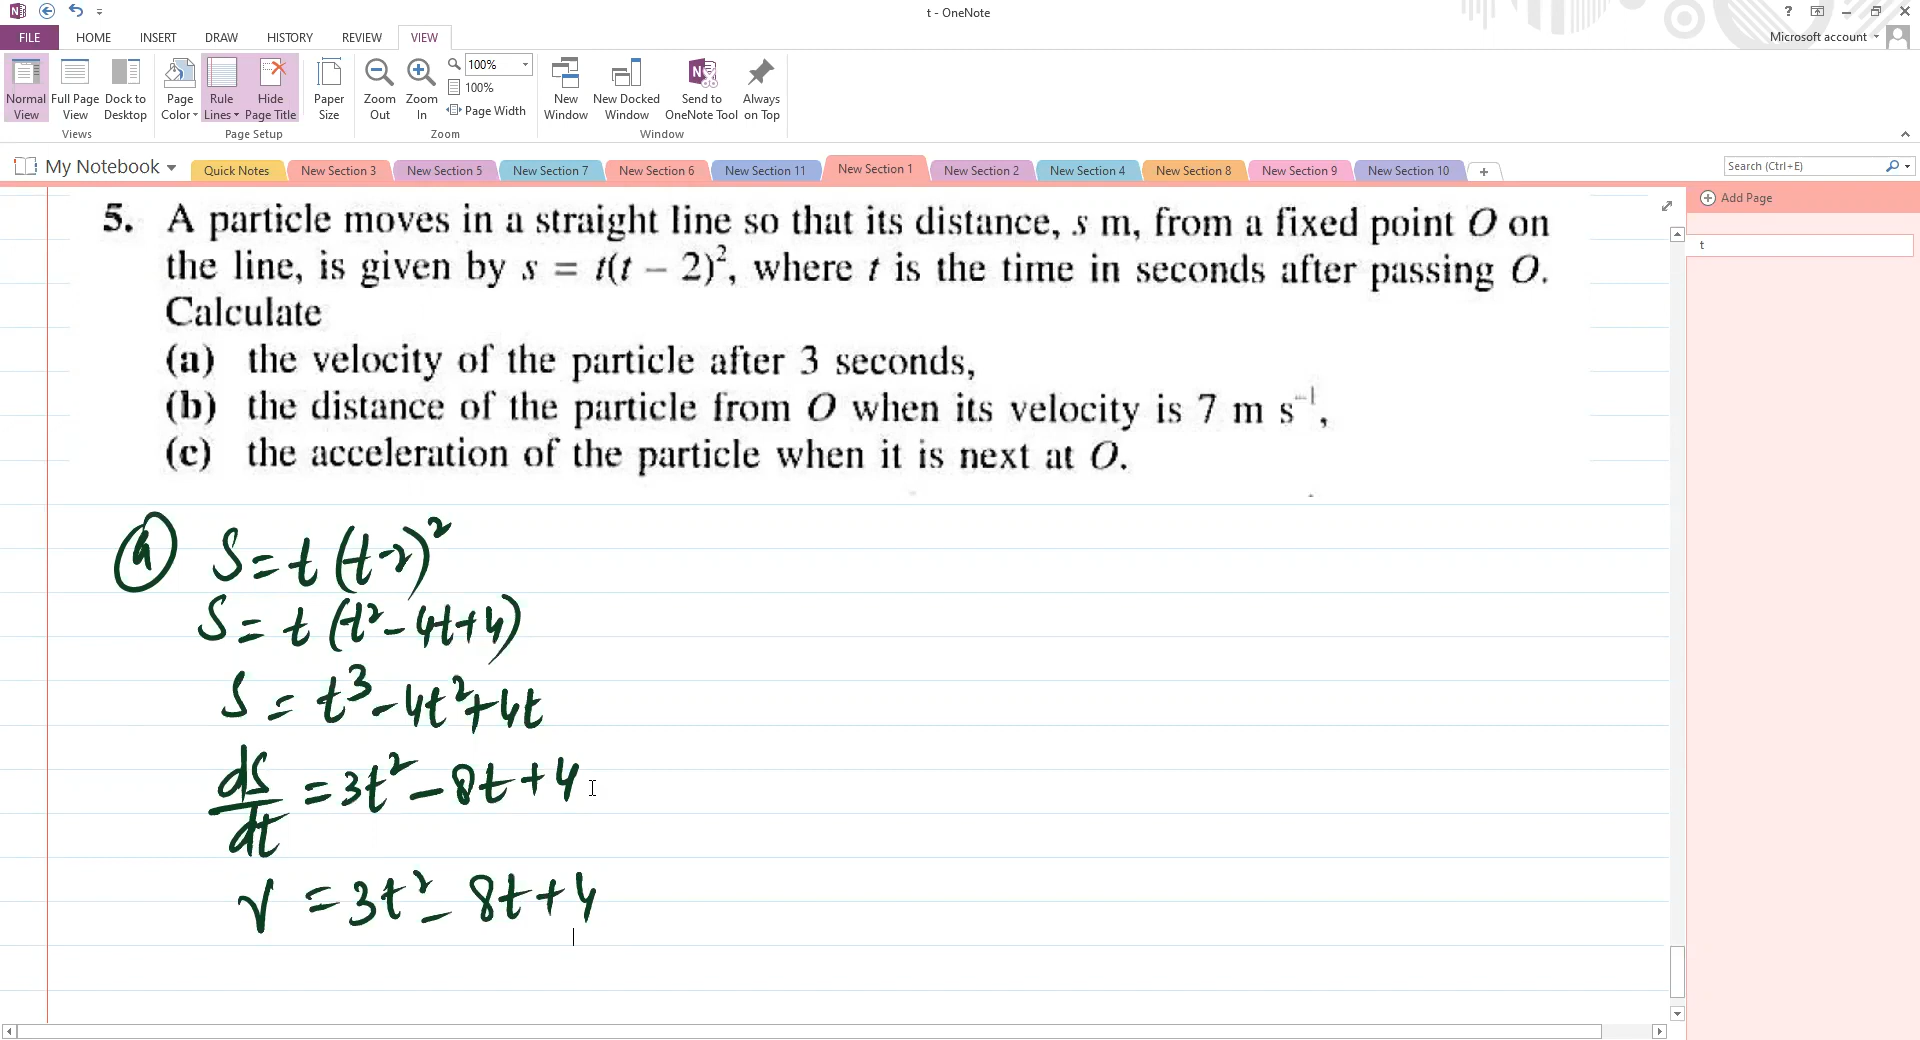 t - OneNote
?
Microsoft account
FILE HOME INSERT DRAW HISTORY REVIEW VIEW
Normal View
Full Page View
Dock to Desktop
Views
Page Color
Rule Lines
Hide Page Title
Paper Size
Page Setup
Zoom Out
Zoom In
100%
100%
Page Width
Zoom
New Window
New Docked Window
Send to OneNote Tool
Always on Top
Window
My Notebook
Quick Notes New Section 3 New Section 5 New Section 7 New Section 6 New Section 11 New Section 1 New Section 2 New Section 4 New Section 8 New Section 9 New Section 10 +
Search (Ctrl+E)
Add Page
t
5. A particle moves in a straight line so that its distance, s m, from a fixed point O on
the line, is given by s = t(t − 2)², where t is the time in seconds after passing O.
Calculate
(a) the velocity of the particle after 3 seconds,
(b) the distance of the particle from O when its velocity is 7 m s⁻¹,
(c) the acceleration of the particle when it is next at O.
(a) S = t (t-2)²
S = t (t² - 4t + 4)
S = t³ - 4t² + 4t
dS/dt = 3t² - 8t + 4
v = 3t² - 8t + 4